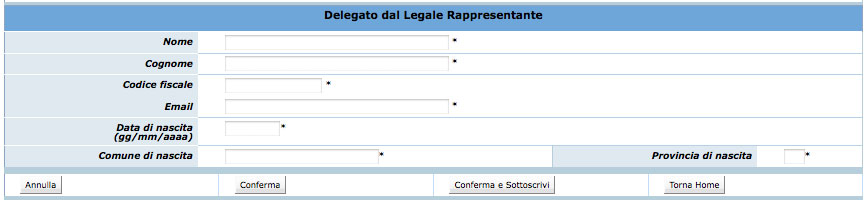 Delegato dal Legale Rappresentante
Nome *
Cognome *
Codice fiscale *
Email *
Data di nascita *
(gg/mm/aaaa)
Comune di nascita * Provincia di nascita *
Annulla Conferma Conferma e Sottoscrivi Torna Home